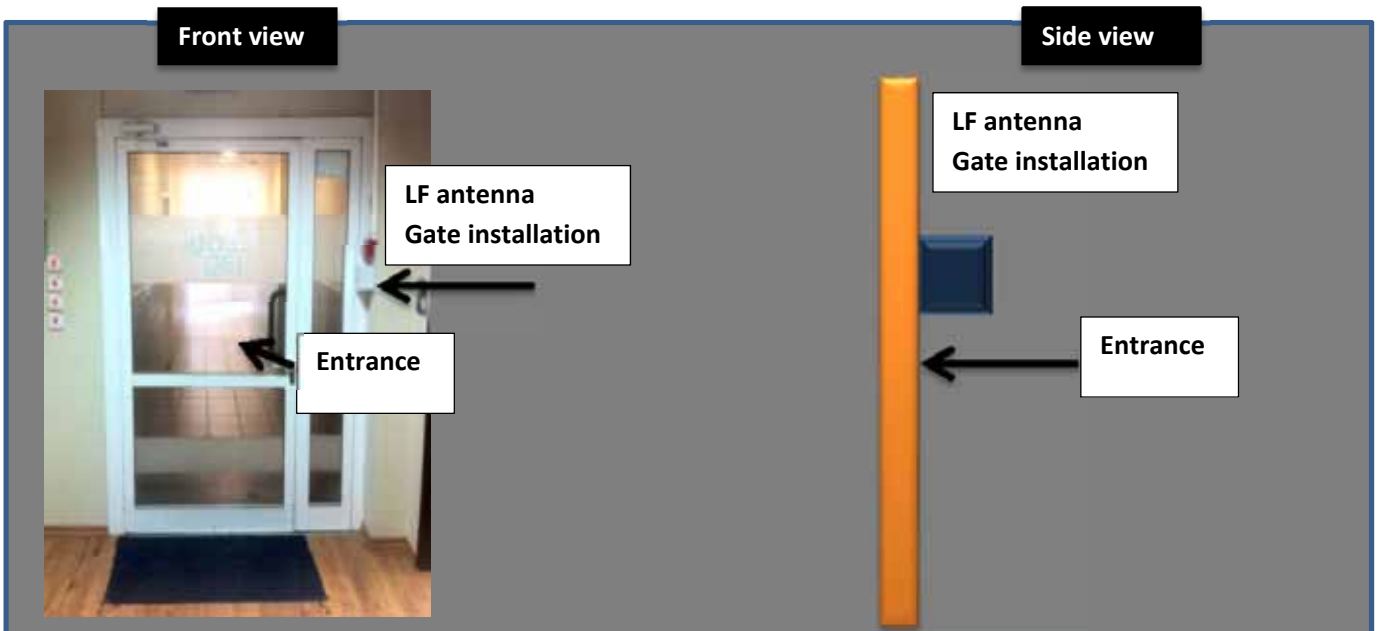 Front view
Side view
LF antenna
Gate installation
Entrance
LF antenna
Gate installation
Entrance